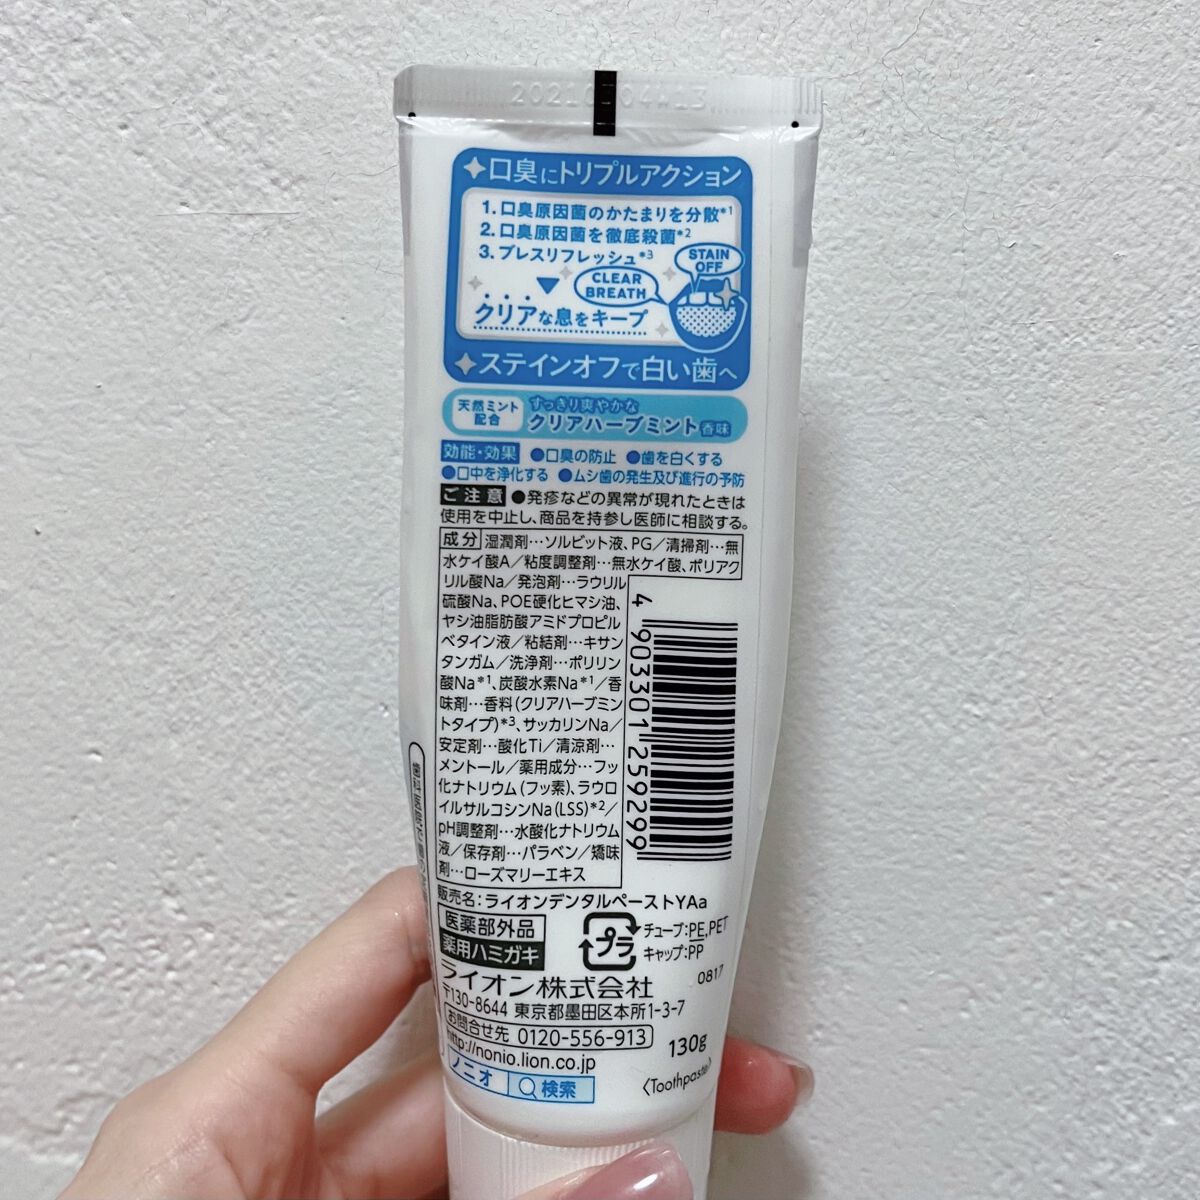 ✦口臭にトリプルアクション
1. 口臭原因菌のかたまりを分散*1
2. 口臭原因菌を徹底殺菌*2
3. ブレスリフレッシュ*3
STAIN
OFF
CLEAR
BREATH
クリアな息をキープ
✦ステインオフで白い歯へ
天然ミント
配合
すっきり爽やかな
クリアハーブミント香味
効能・効果 ●口臭の防止 ●歯を白くする
●口中を浄化する ●ムシ歯の発生及び進行の予防
ご注意 ●発疹などの異常が現れたときは
使用を中止し、商品を持参し医師に相談する。
成分 湿潤剤…ソルビット液、PG/清掃剤…無
水ケイ酸A/粘度調整剤…無水ケイ酸、ポリアク
リル酸Na/発泡剤…ラウリル
硫酸Na、POE硬化ヒマシ油、
ヤシ油脂肪酸アミドプロピル
ベタイン液/粘結剤…キサン
タンガム/洗浄剤…ポリリン
酸Na*1、炭酸水素Na*1/香
味剤…香料(クリアハーブミン
トタイプ)*3、サッカリンNa/
安定剤…酸化Ti/清涼剤…
メントール/薬用成分…フッ
化ナトリウム(フッ素)、ラウロ
イルサルコシンNa(LSS)*2/
pH調整剤…水酸化ナトリウム
液/保存剤…パラベン/矯味
剤…ローズマリーエキス
4 903301 259299
販売名:ライオンデンタルペーストYAa
医薬部外品
薬用ハミガキ
プラ
チューブ:PE,PET
キャップ:PP
0817
ライオン株式会社
〒130-8644 東京都墨田区本所1-3-7
お問合せ先 0120-556-913
http://nonio.lion.co.jp
130g
ノニオ 検索
〈Toothpaste〉